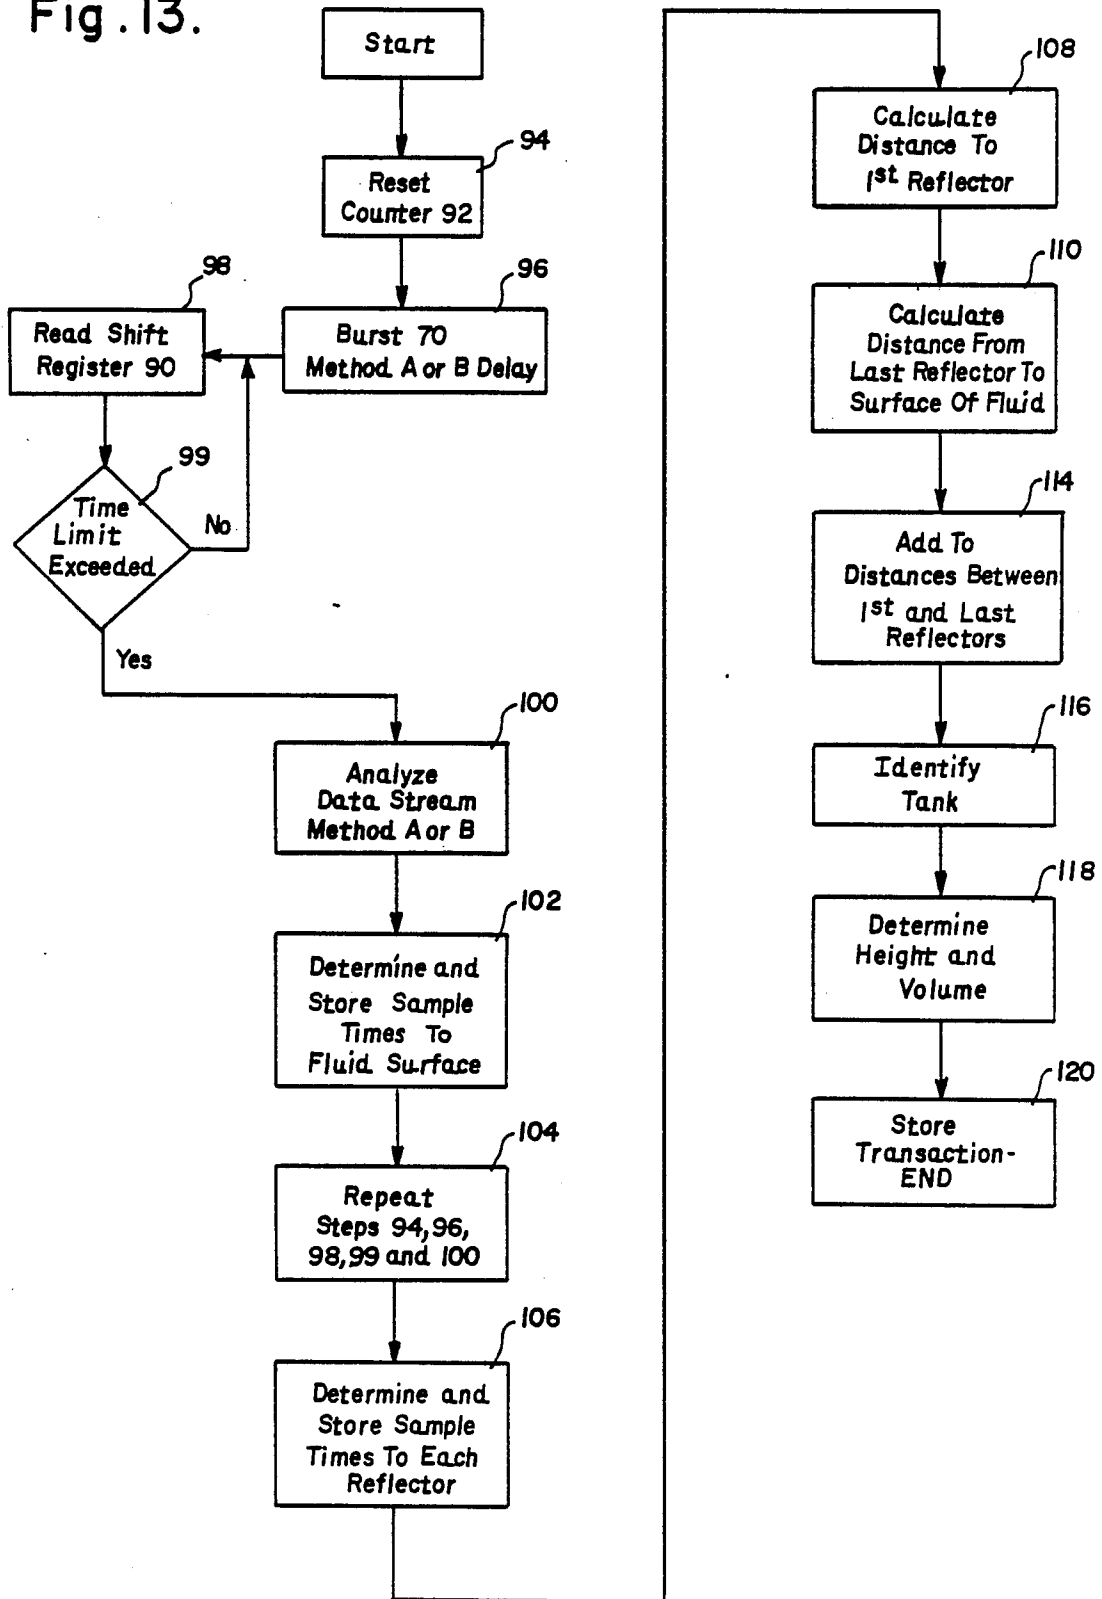 Fig. 13.
Start
94
Reset
Counter 92
96
Burst 70
Method A or B Delay
98
Read Shift
Register 90
99
Time
Limit
Exceeded
No
Yes
100
Analyze
Data Stream
Method A or B
102
Determine and
Store Sample
Times To
Fluid Surface
104
Repeat
Steps 94, 96,
98, 99 and 100
106
Determine and
Store Sample
Times To Each
Reflector
108
Calculate
Distance To
1st Reflector
110
Calculate
Distance From
Last Reflector To
Surface Of Fluid
114
Add To
Distances Between
1st and Last
Reflectors
116
Identify
Tank
118
Determine
Height and
Volume
120
Store
Transaction-
END